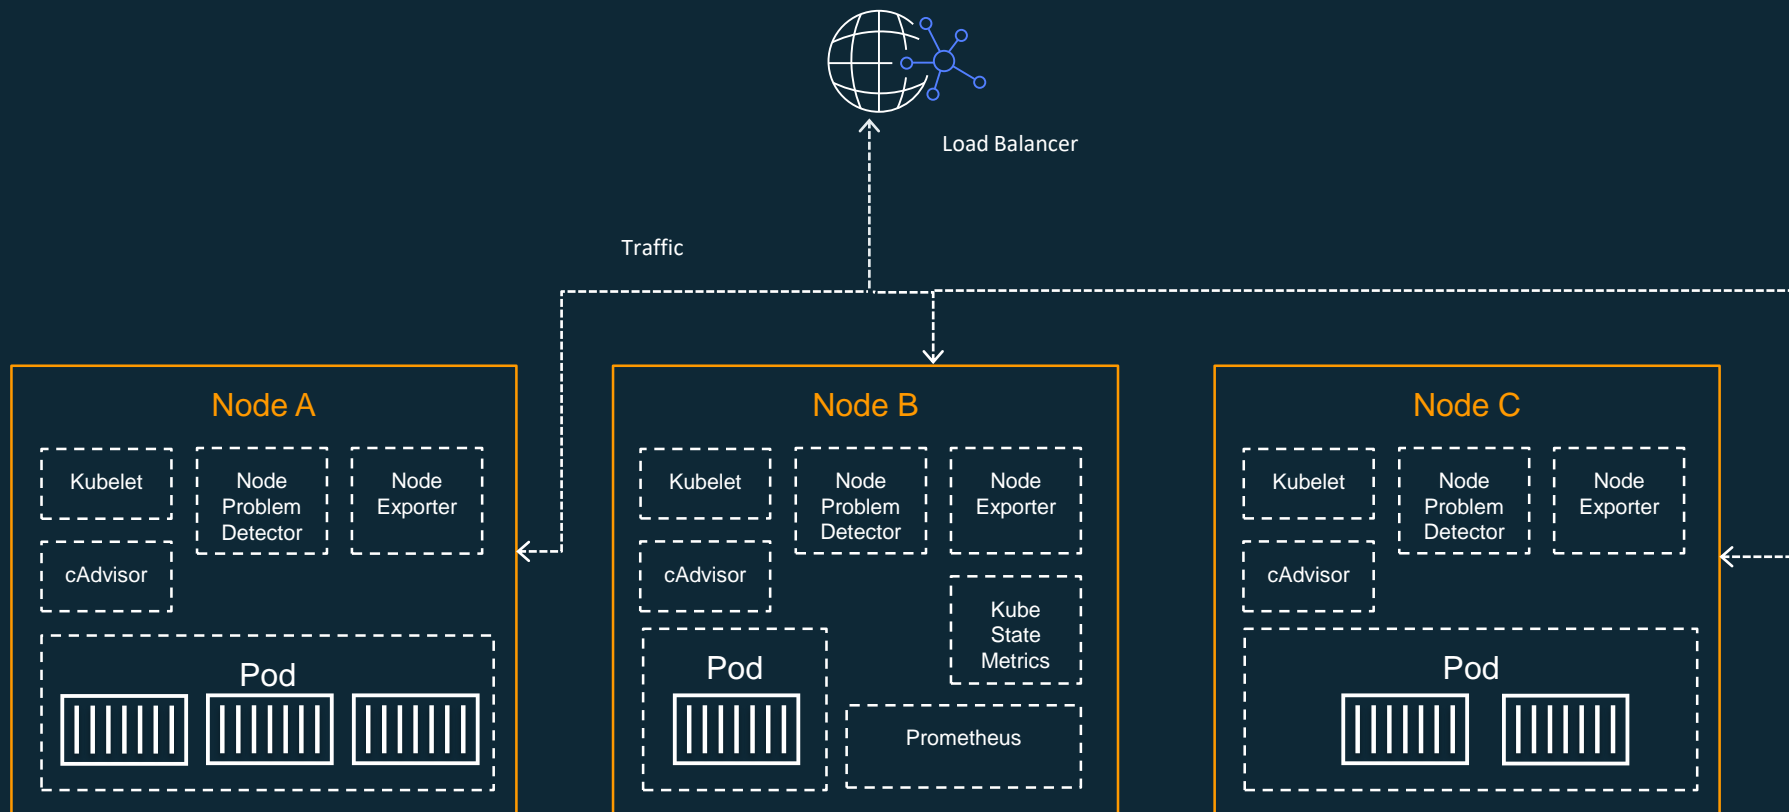 Load Balancer
Traffic
Node A
Kubelet
Node
Problem
Detector
Node
Exporter
cAdvisor
Pod
Node B
Kubelet
Node
Problem
Detector
Node
Exporter
cAdvisor
Kube
State
Metrics
Pod
Prometheus
Node C
Kubelet
Node
Problem
Detector
Node
Exporter
cAdvisor
Pod